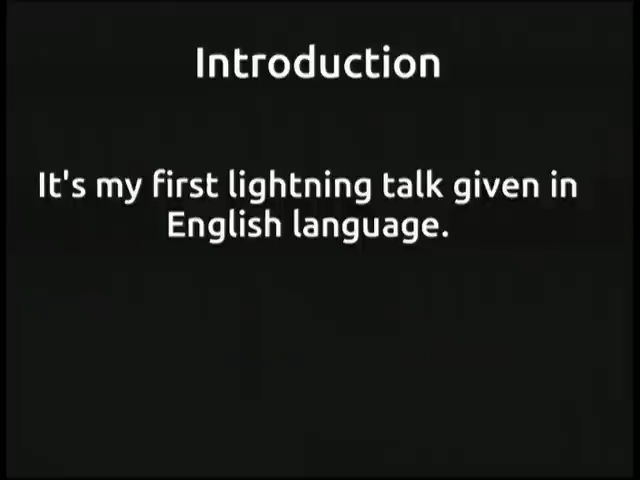 Introduction
It's my first lightning talk given in
English language.